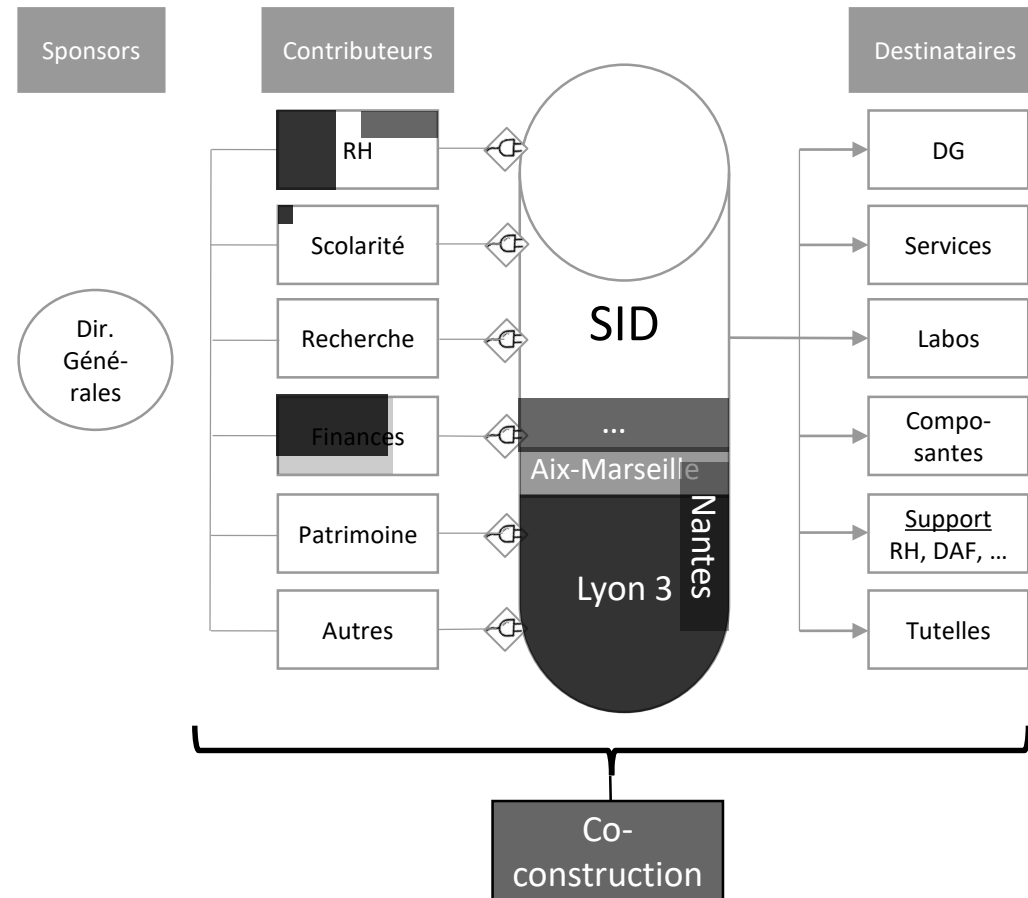 Sponsors
Contributeurs
Destinataires
Dir.
Géné-
rales
RH
Scolarité
Recherche
Finances
Patrimoine
Autres
SID
...
Aix-Marseille
Nantes
Lyon 3
DG
Services
Labos
Compo-
santes
Support
RH, DAF, ...
Tutelles
Co-
construction